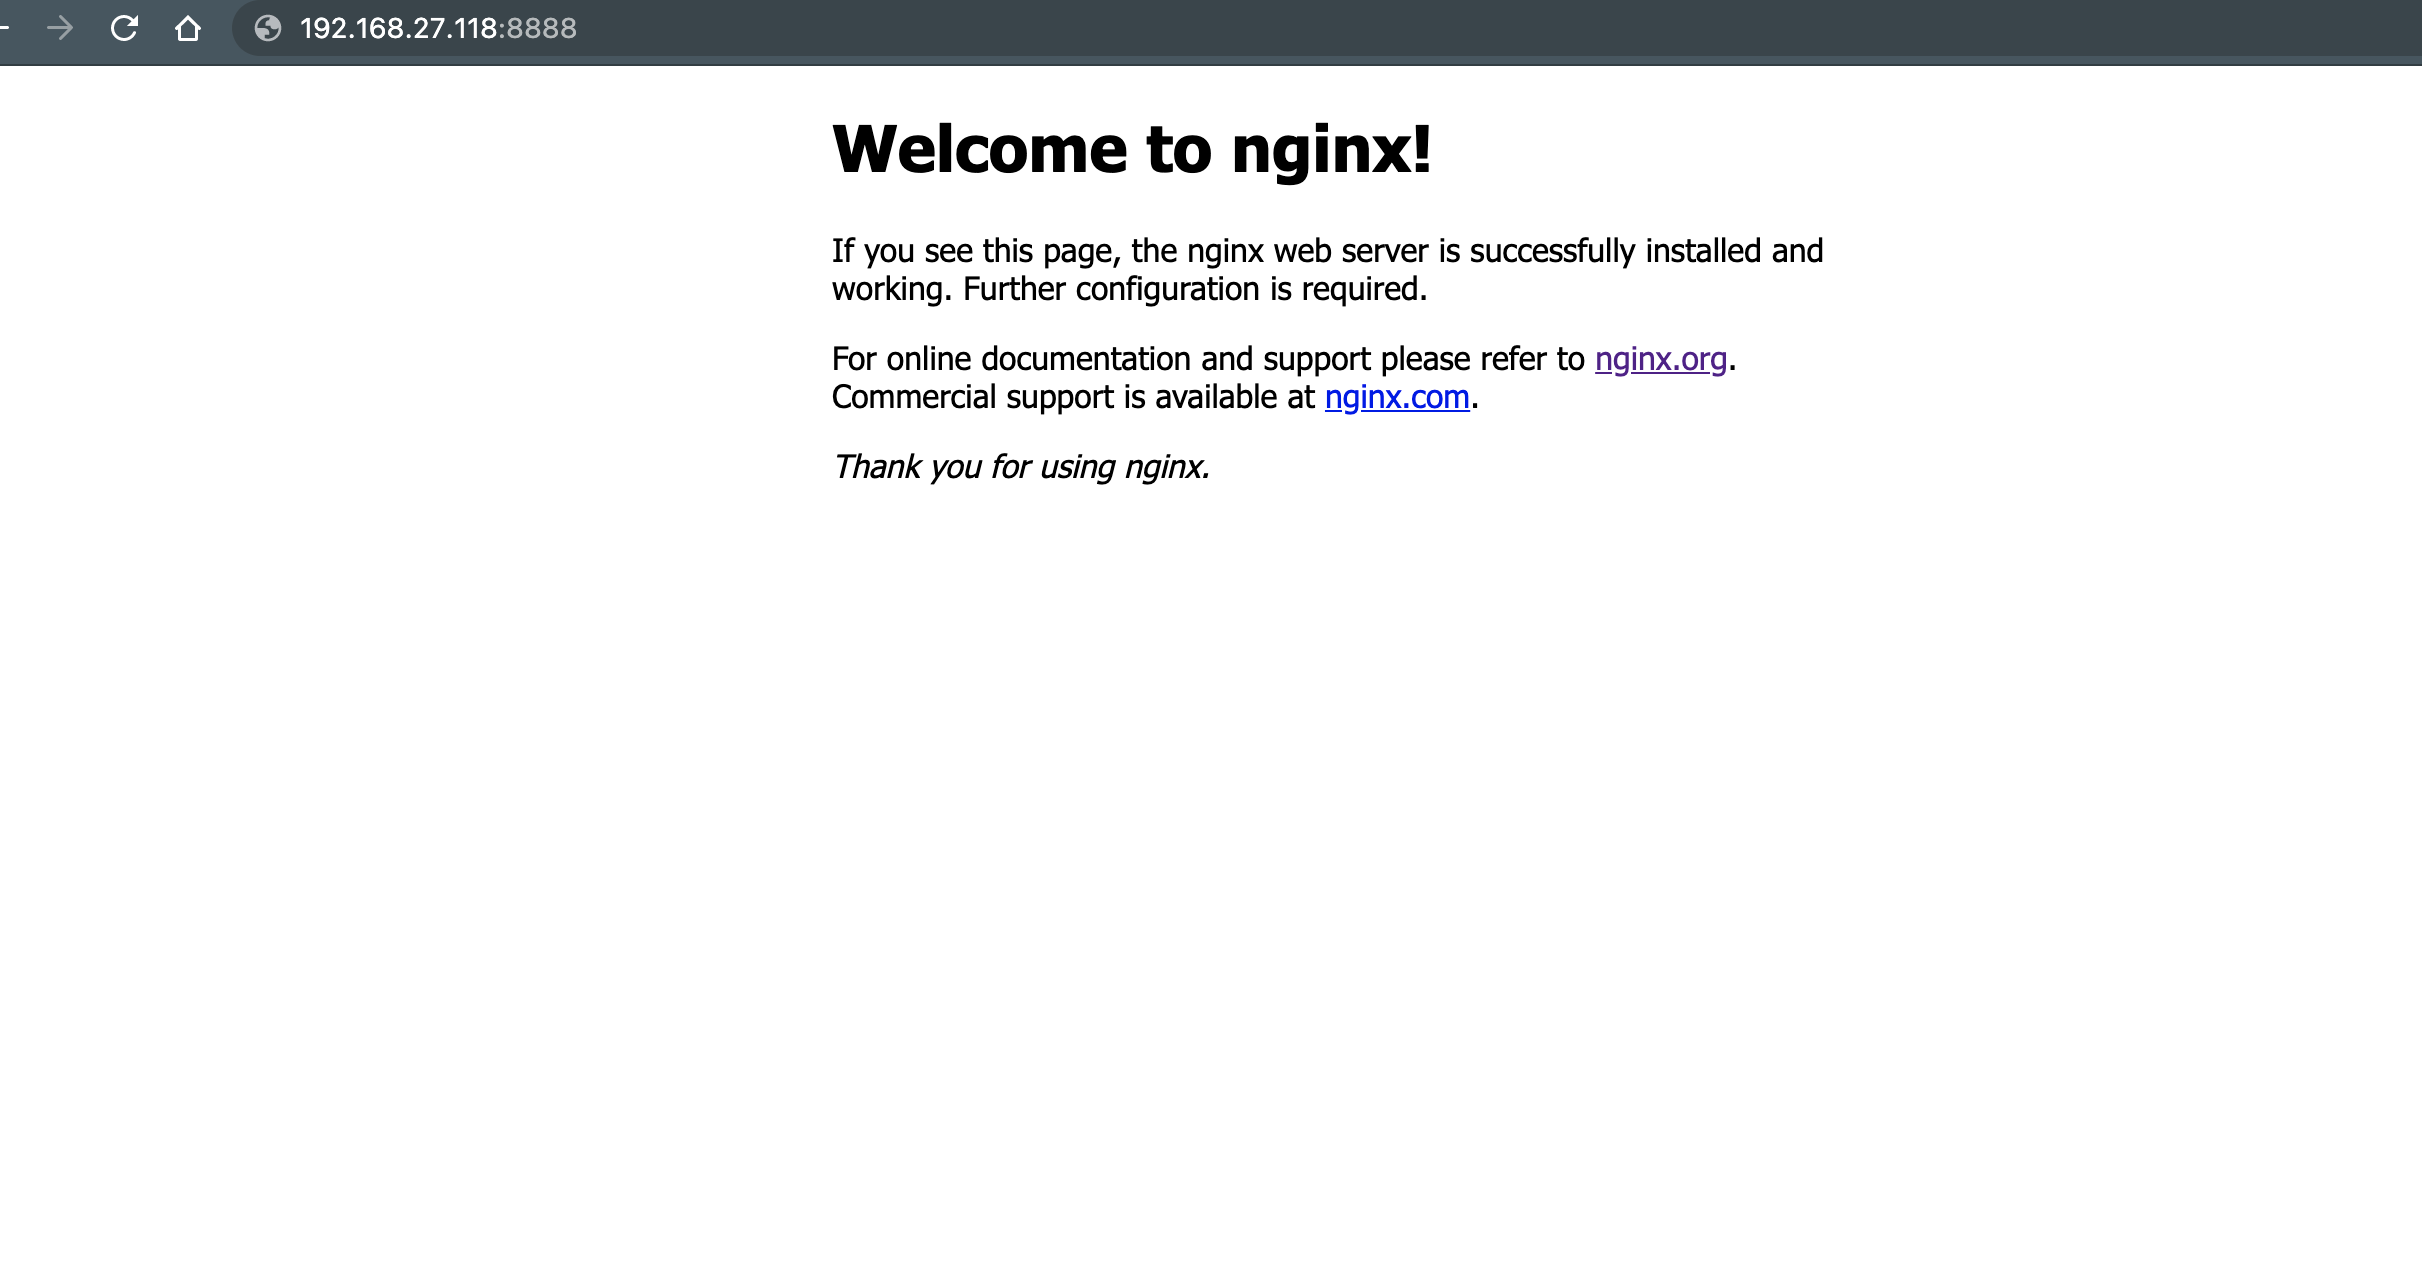 192.168.27.118:8888
Welcome to nginx!
If you see this page, the nginx web server is successfully installed and
working. Further configuration is required.
For online documentation and support please refer to nginx.org.
Commercial support is available at nginx.com.
Thank you for using nginx.